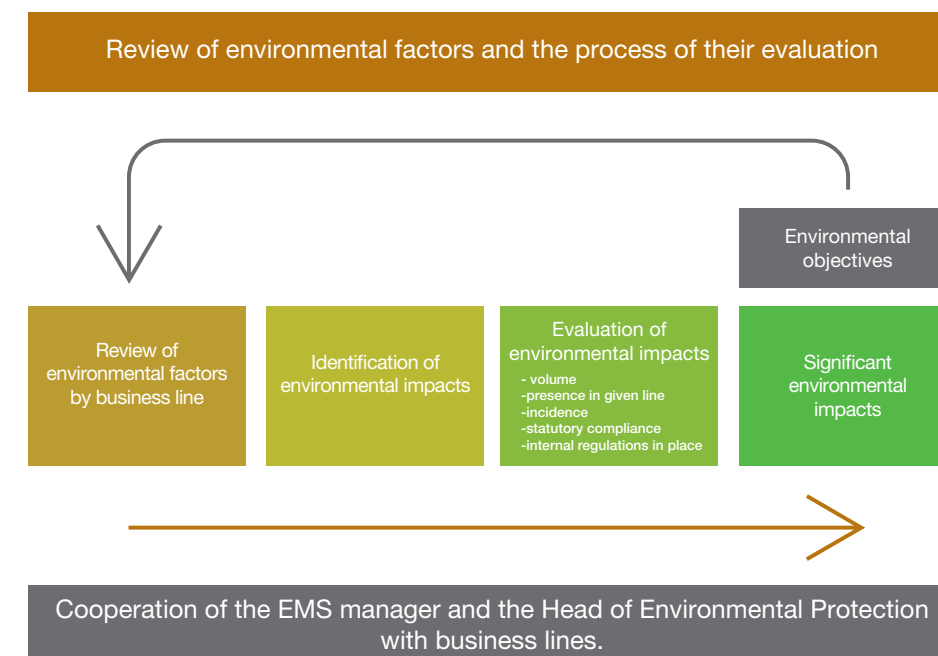 Review of environmental factors and the process of their evaluation
Environmental
objectives
Review of
environmental factors
by business line
Identification of
environmental impacts
Evaluation of
environmental impacts
- volume
-presence in given line
-incidence
-statutory compliance
-internal regulations in place
Significant
environmental
impacts
Cooperation of the EMS manager and the Head of Environmental Protection
with business lines.